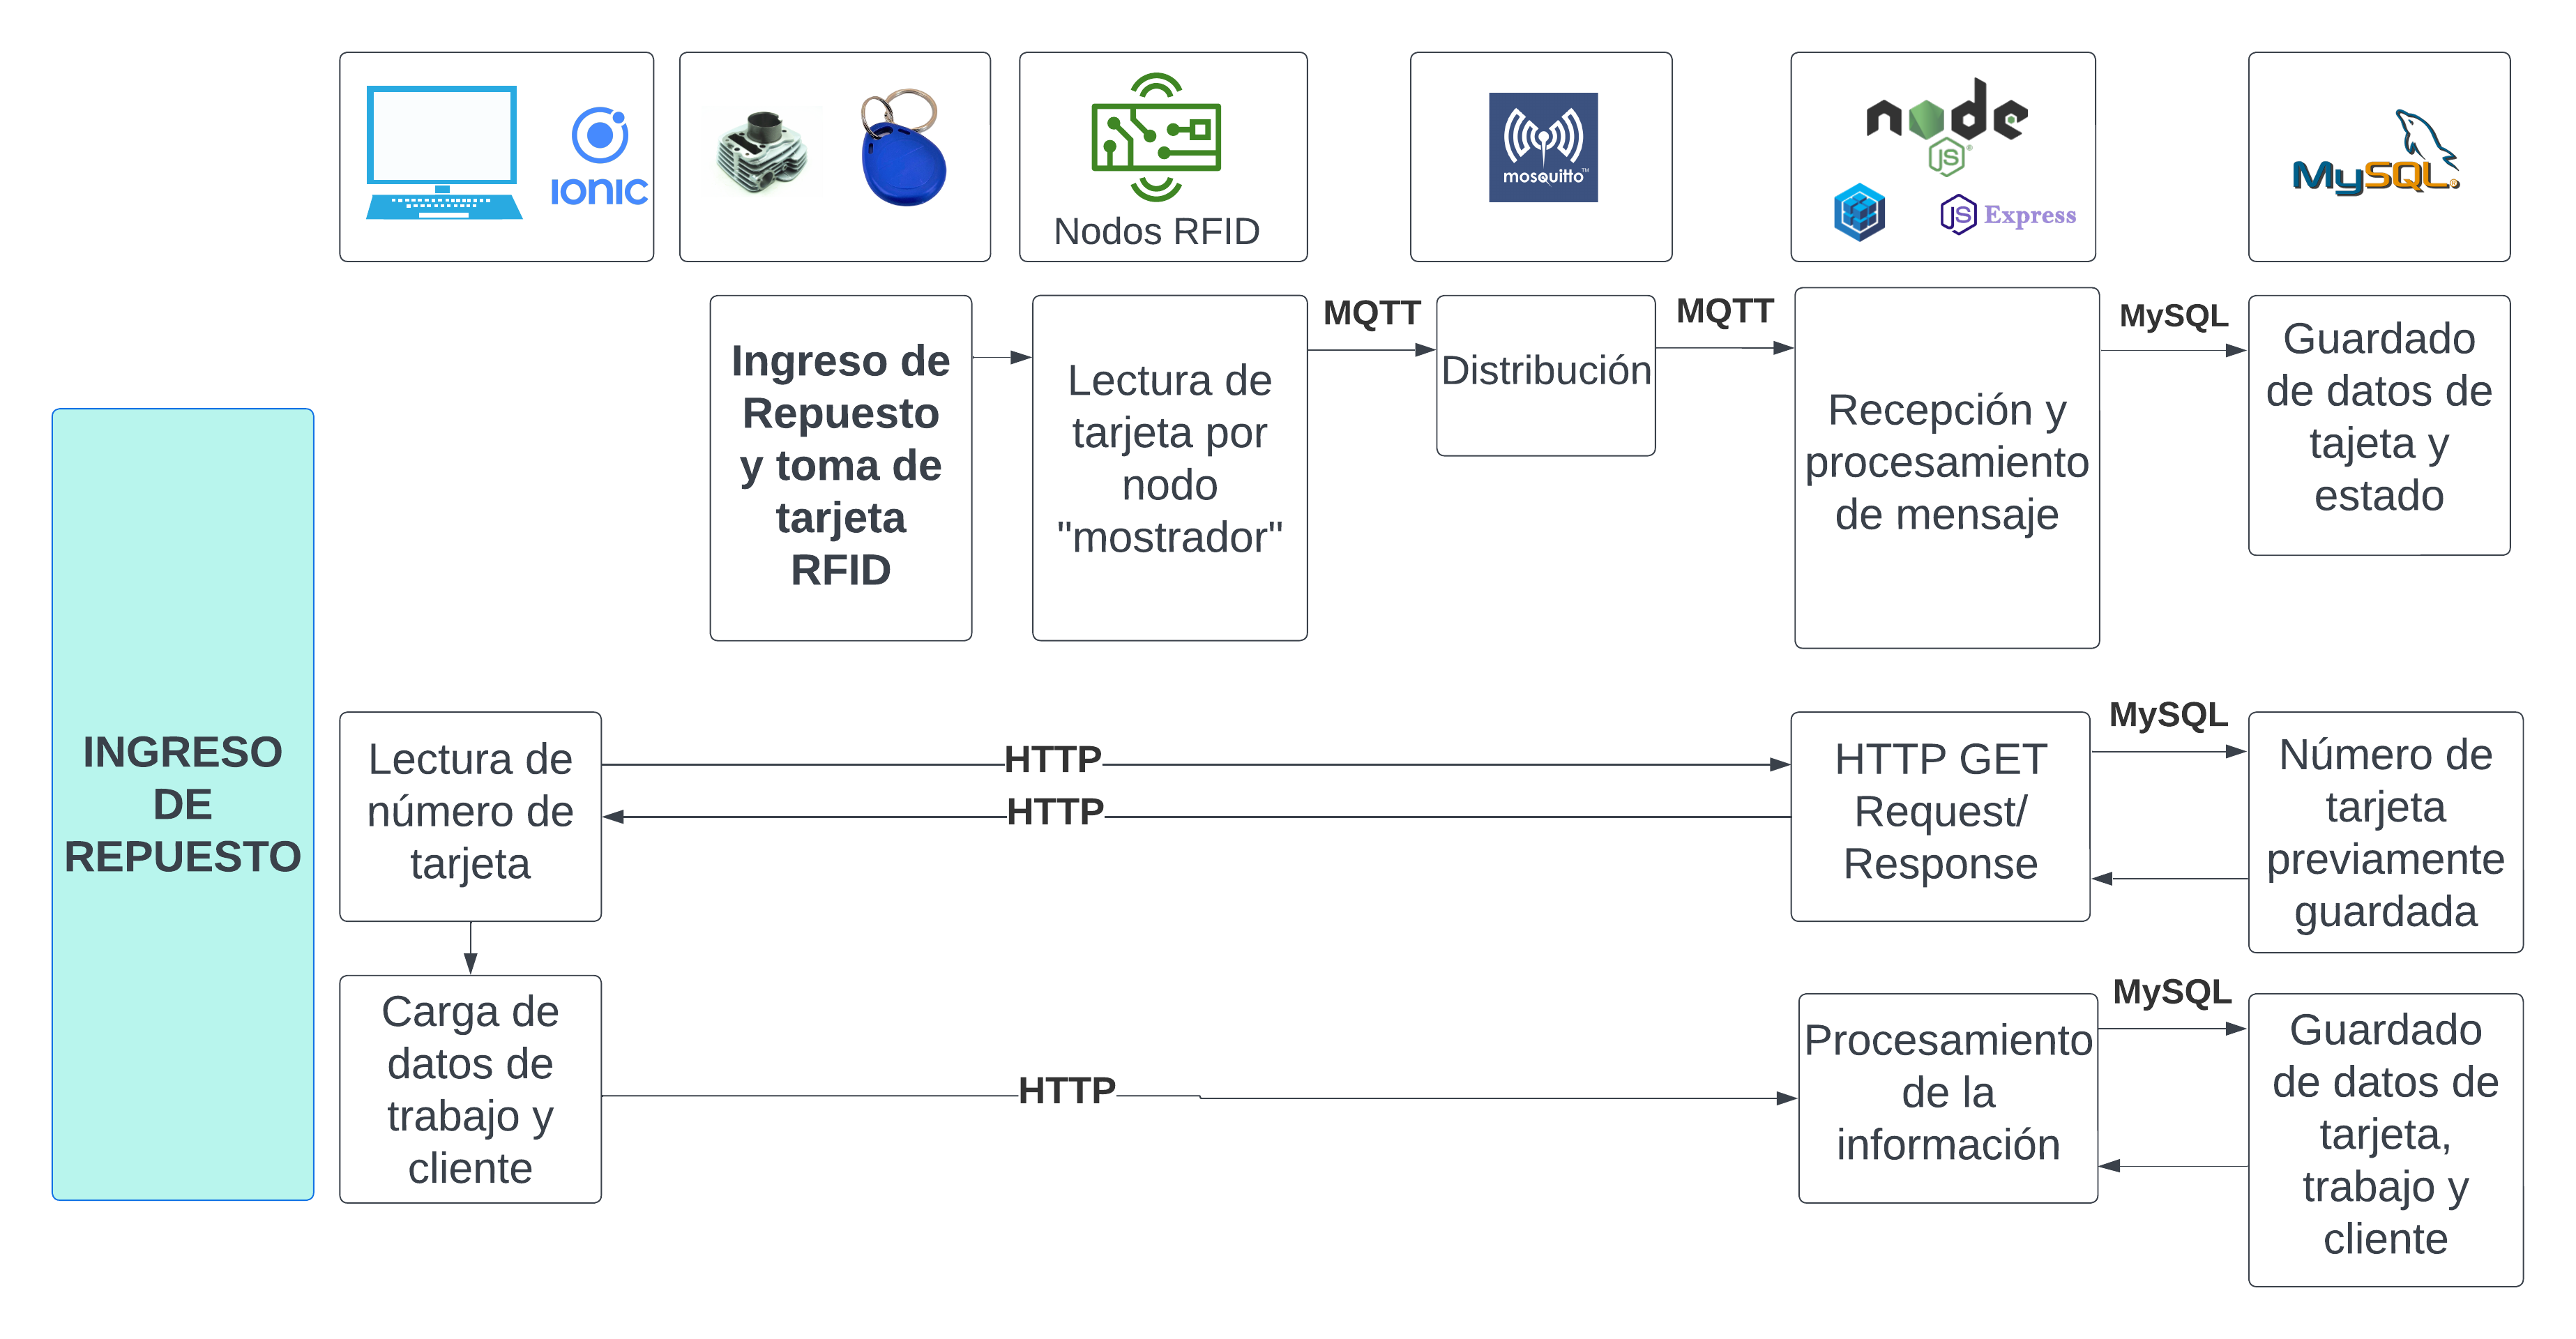 IONIC
Nodos RFID
mosquitto™
node
JS®
JS Express
MySQL®
MQTT
MQTT
MySQL
Ingreso de
Repuesto
y toma de
tarjeta
RFID
Lectura de
tarjeta por
nodo
"mostrador"
Distribución
Recepción y
procesamiento
de mensaje
Guardado
de datos de
tajeta y
estado
INGRESO
DE
REPUESTO
Lectura de
número de
tarjeta
HTTP
HTTP
HTTP GET
Request/
Response
MySQL
Número de
tarjeta
previamente
guardada
Carga de
datos de
trabajo y
cliente
HTTP
Procesamiento
de la
información
MySQL
Guardado
de datos de
tarjeta,
trabajo y
cliente